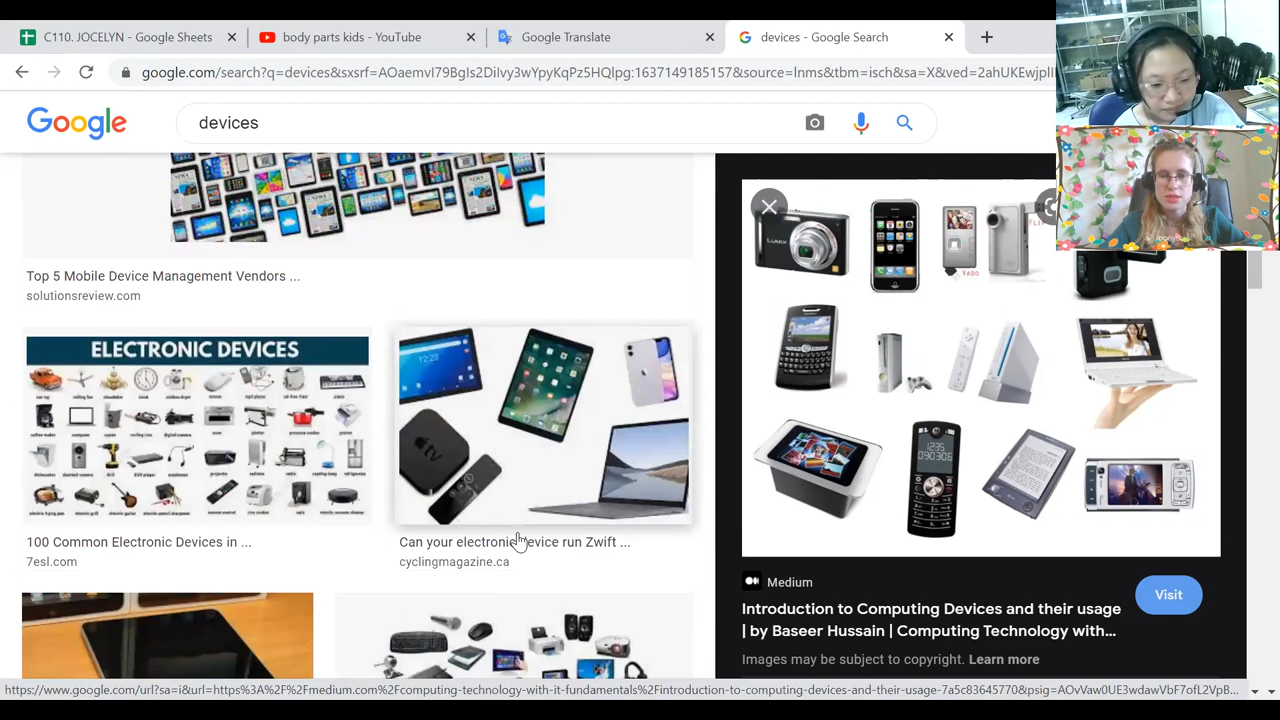 C110. JOCELYN - Google Sheets
body parts kids - YouTube
Google Translate
devices - Google Search
google.com/search?q=devices&sxsrf=AOaemvI79BgIs2DiIvy3wYpyKqPz5HQlpg:1637149185157&source=lnms&tbm=isch&sa=X&ved=2ahUKEwjplI
Google
devices
Top 5 Mobile Device Management Vendors ...
solutionsreview.com
ELECTRONIC DEVICES
tv
LUMIX
VADO
100 Common Electronic Devices in ...
7esl.com
Can your electronic device run Zwift ...
cyclingmagazine.ca
Medium
Visit
Introduction to Computing Devices and their usage
| by Baseer Hussain | Computing Technology with...
Images may be subject to copyright. Learn more
https://www.google.com/url?sa=i&url=https%3A%2F%2Fmedium.com%2Fcomputing-technology-with-it-fundamentals%2Fintroduction-to-computing-devices-and-their-usage-7a5c83645770&psig=AOvVaw0UE3wdawVbF7ofL2VpB...